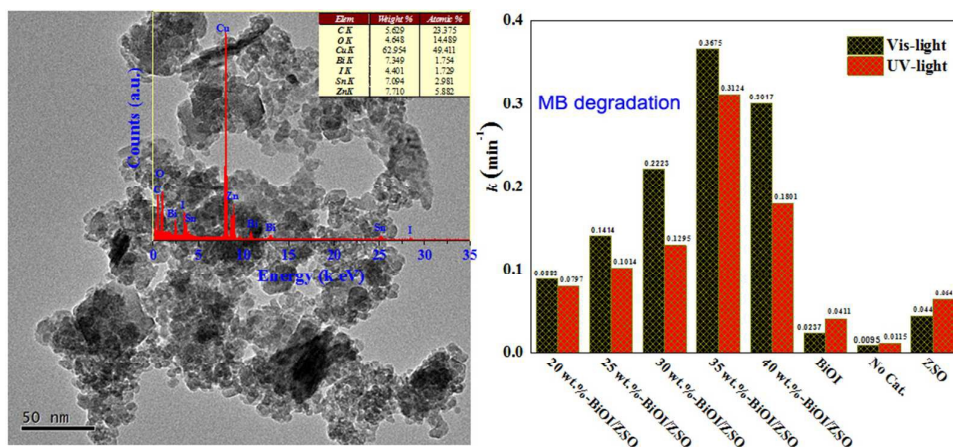 Elem Weight % Atomic %
C K 5.629 23.375
O K 4.648 14.489
Cu K 62.954 49.411
Bi K 7.349 1.754
I K 4.401 1.729
Sn K 7.094 2.981
Zn K 7.710 5.882
Cu
Counts (a.u.)
O
C
Bi
I
Sn
Zn
Bi
Sn
I
0 5 10 15 20 25 30 35
Energy (k.eV)
50 nm
Vis-light
UV-light
MB degradation
k (min⁻¹)
0.4
0.3
0.2
0.1
0.0
0.0797
0.1414
0.1014
0.2223
0.1295
0.3675
0.3124
0.1801
0.0237
0.0411
0.0095
0.0115
0.044
0.064
20 wt.%-BiOI/ZSO
25 wt.%-BiOI/ZSO
30 wt.%-BiOI/ZSO
35 wt.%-BiOI/ZSO
40 wt.%-BiOI/ZSO
BiOI
No Cat.
ZSO